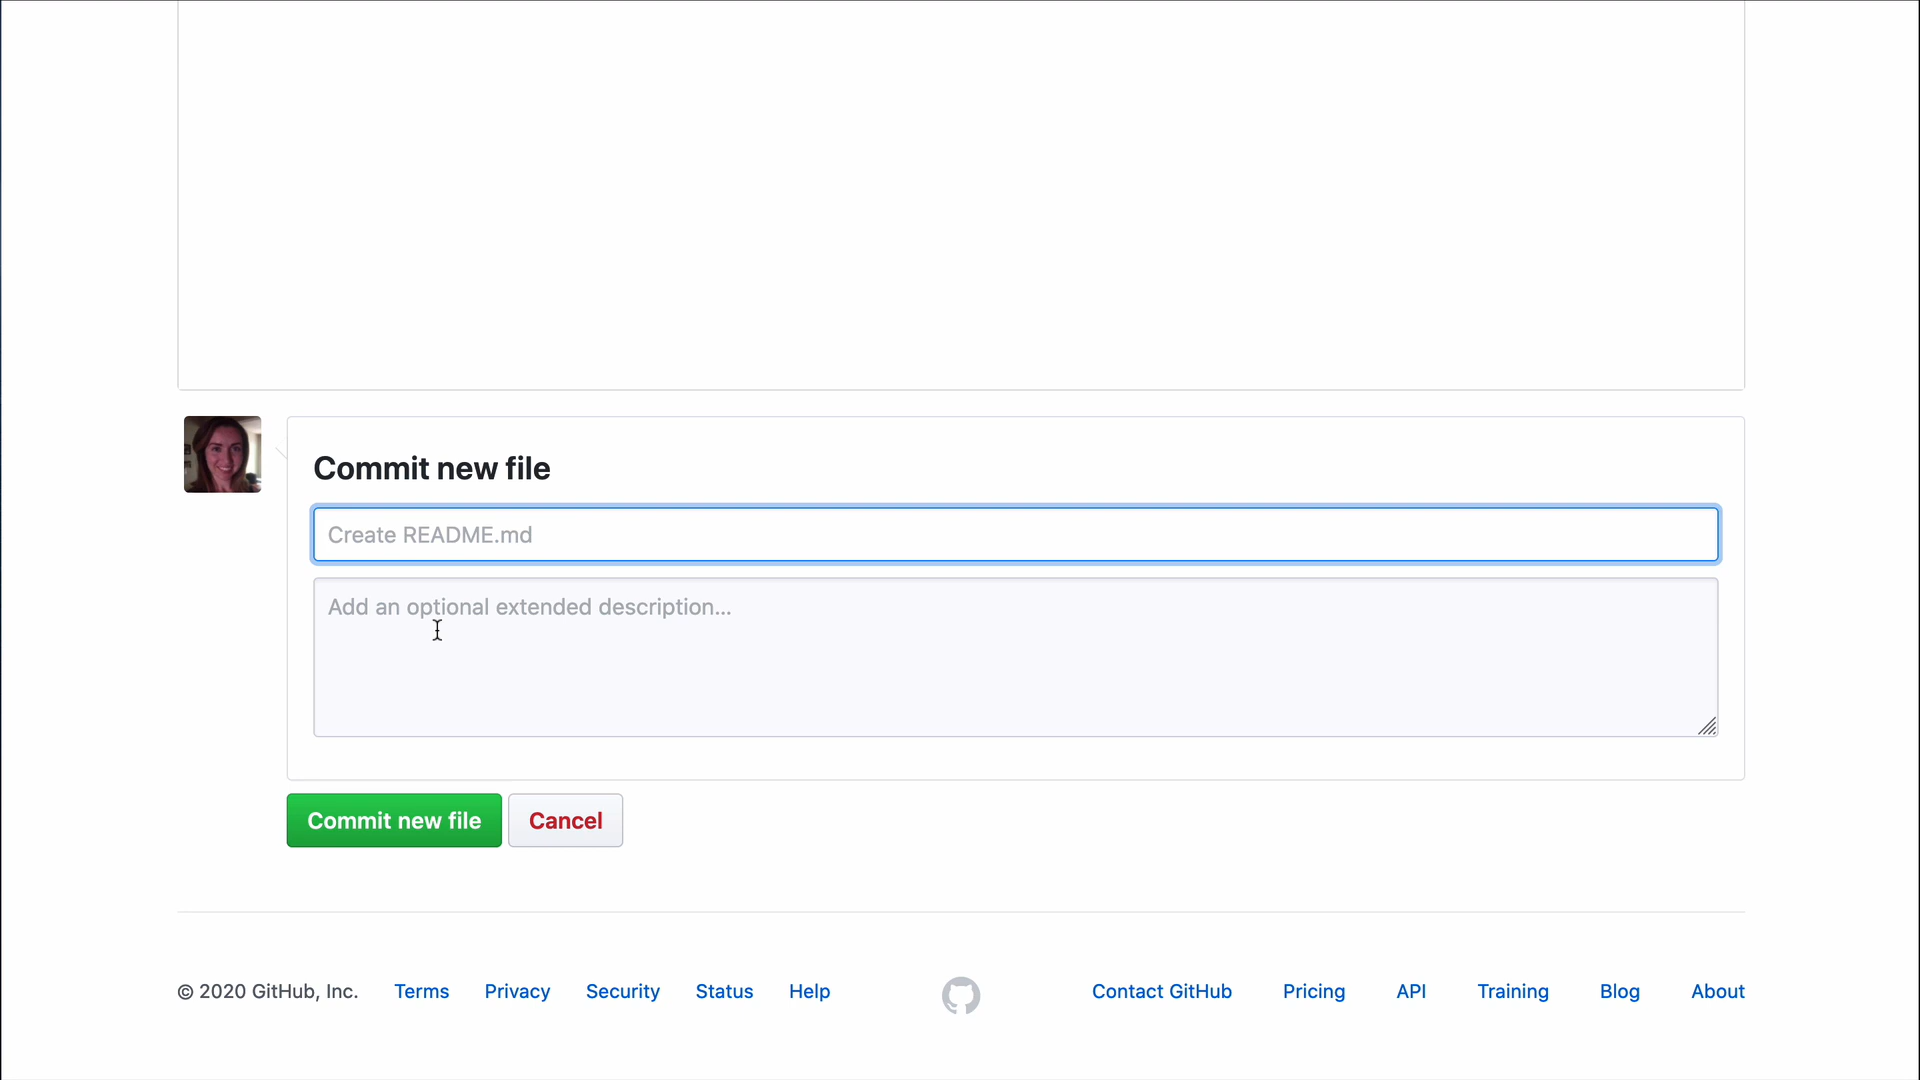 Commit new file
Create README.md
Add an optional extended description...
Commit new file
Cancel
© 2020 GitHub, Inc. Terms Privacy Security Status Help Contact GitHub Pricing API Training Blog About